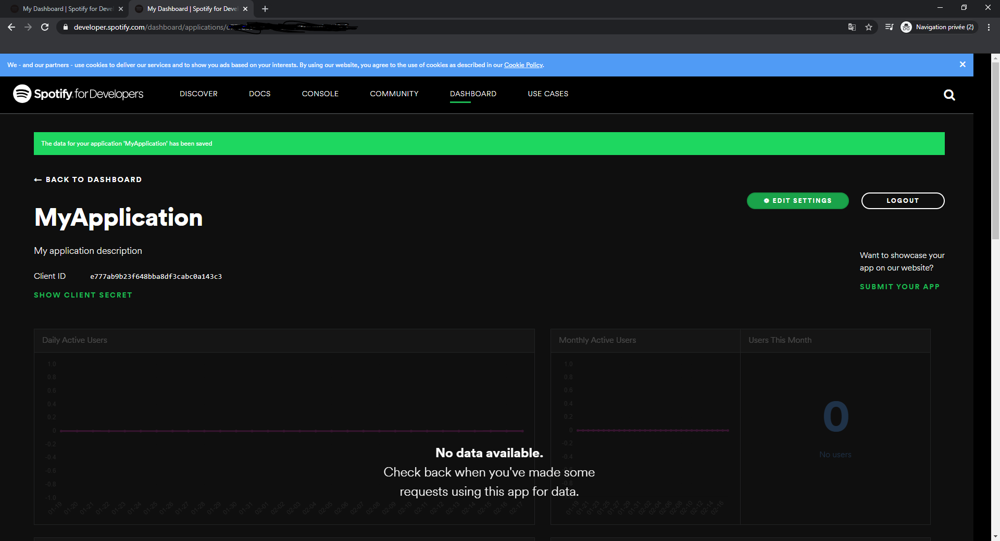 My Dashboard | Spotify for Deve
My Dashboard | Spotify for Deve
developer.spotify.com/dashboard/applications/e7
Navigation privée (2)
We - and our partners - use cookies to deliver our services and to show you ads based on your interests. By using our website, you agree to the use of cookies as described in our Cookie Policy.
Spotify for Developers
DISCOVER
DOCS
CONSOLE
COMMUNITY
DASHBOARD
USE CASES
The data for your application 'MyApplication' has been saved
← BACK TO DASHBOARD
EDIT SETTINGS
LOGOUT
MyApplication
My application description
Want to showcase your
app on our website?
Client ID e777ab9b23f648bba8df3cabc0a143c3
SUBMIT YOUR APP
SHOW CLIENT SECRET
Daily Active Users
1.0
0.8
0.6
0.4
0.2
0
-0.2
-0.4
-0.6
-0.8
-1.0
01-19 01-20 01-21 01-22 01-23 01-24 01-25 01-26 01-27 01-28 01-29 01-30 01-31 02-01 02-02 02-03 02-04 02-05 02-06 02-07 02-08 02-09 02-10 02-11 02-12 02-13 02-14 02-15 02-16 02-17
Monthly Active Users
1.0
0.8
0.6
0.4
0.2
0
-0.2
-0.4
-0.8
01-19 01-21 01-23 01-25 01-27 01-29 01-31 02-02 02-04 02-06 02-08 02-10 02-12 02-14 02-16
Users This Month
0
No users
No data available.
Check back when you've made some
requests using this app for data.